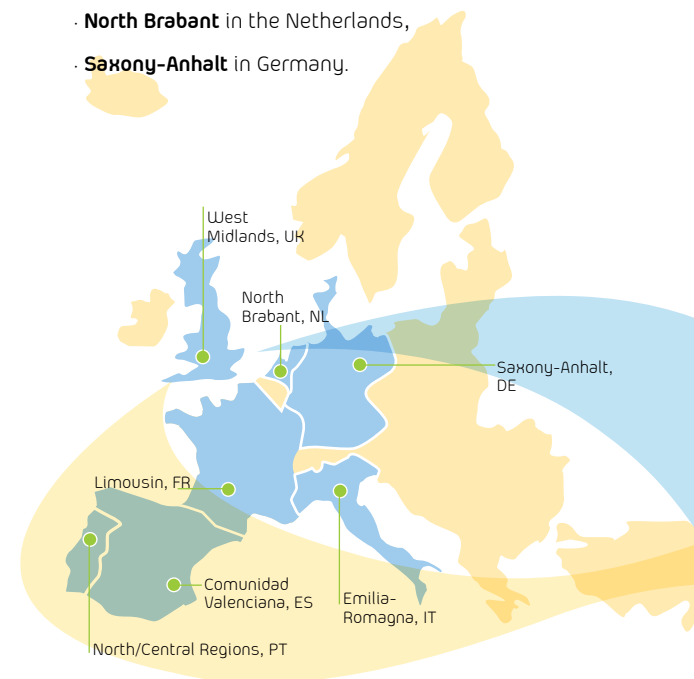 · North Brabant in the Netherlands,
· Saxony-Anhalt in Germany.
West
Midlands, UK
North
Brabant, NL
Saxony-Anhalt,
DE
Limousin, FR
Comunidad
Valenciana, ES
Emilia-
Romagna, IT
North/Central Regions, PT